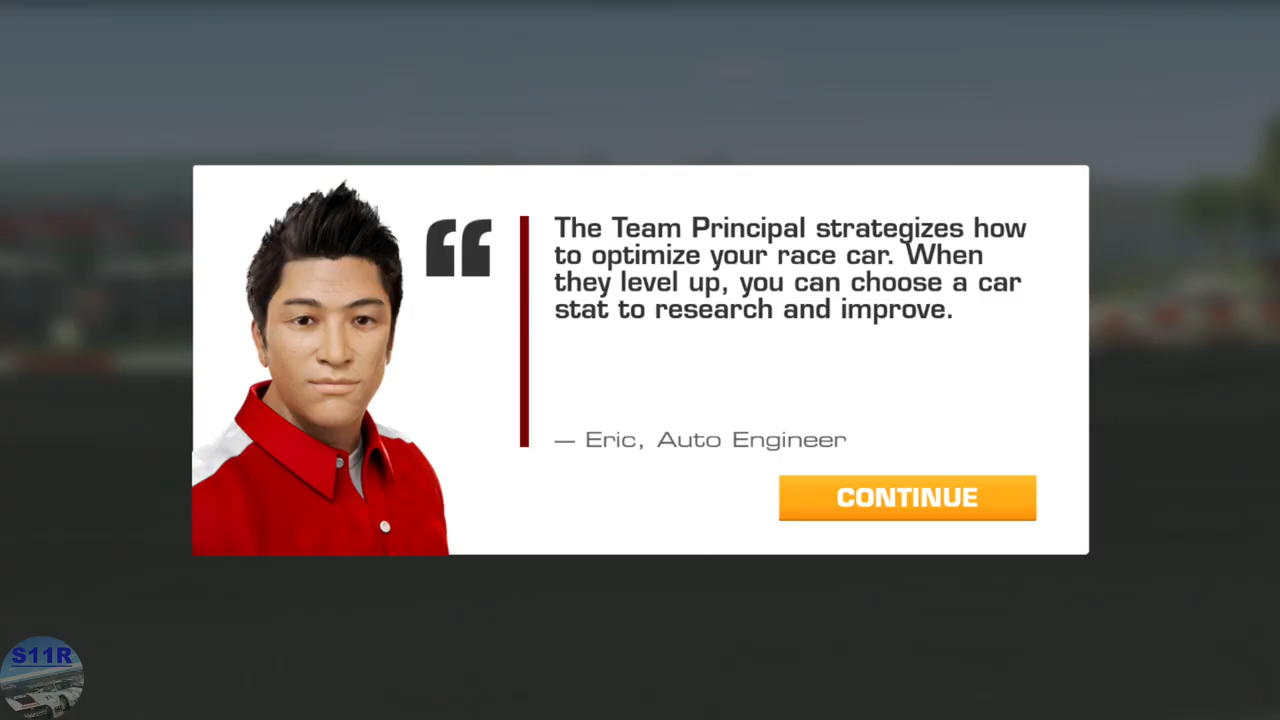 The Team Principal strategizes how
to optimize your race car. When
they level up, you can choose a car
stat to research and improve.
— Eric, Auto Engineer
CONTINUE
S11R